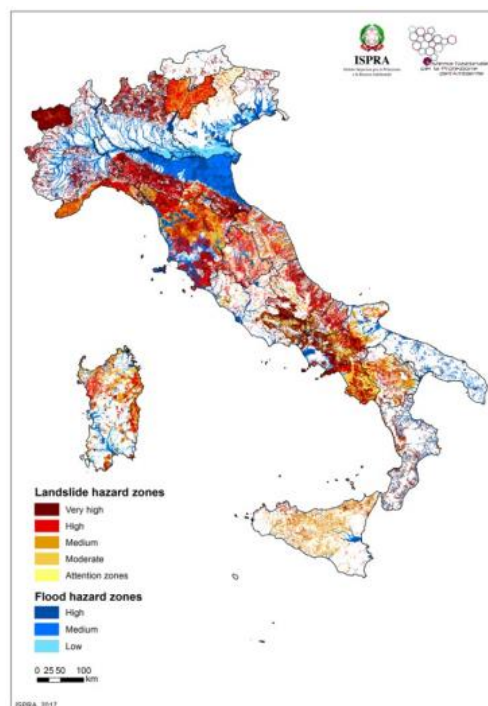 ISPRA
Landslide hazard zones
Very high
High
Medium
Moderate
Attention zones
Flood hazard zones
High
Medium
Low
0 25 50 100
km
ISPRA, 2017